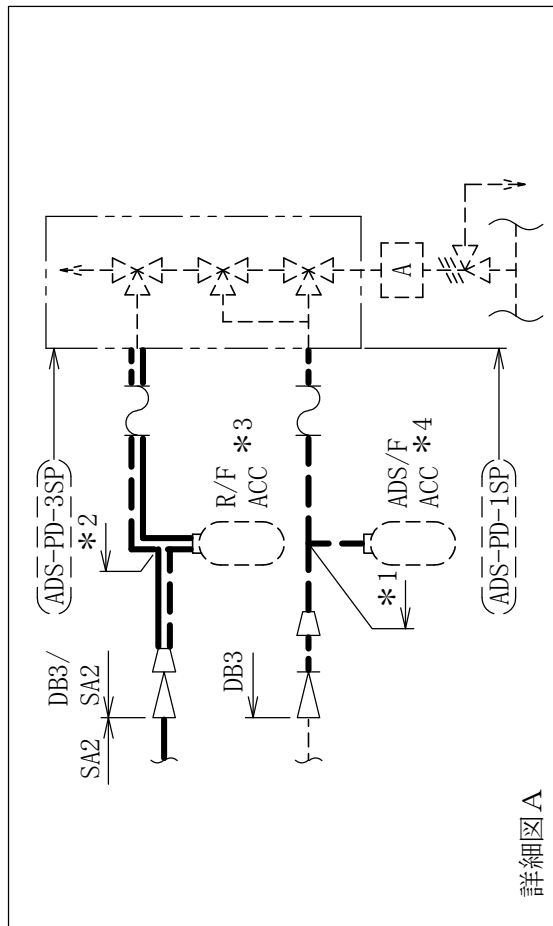 詳細図A
SA2
DB3/
SA2
DB3
*2
*1
ADS-PD-3SP
R/F
ACC
*3
ADS/F
ACC
*4
ADS-PD-1SP
A